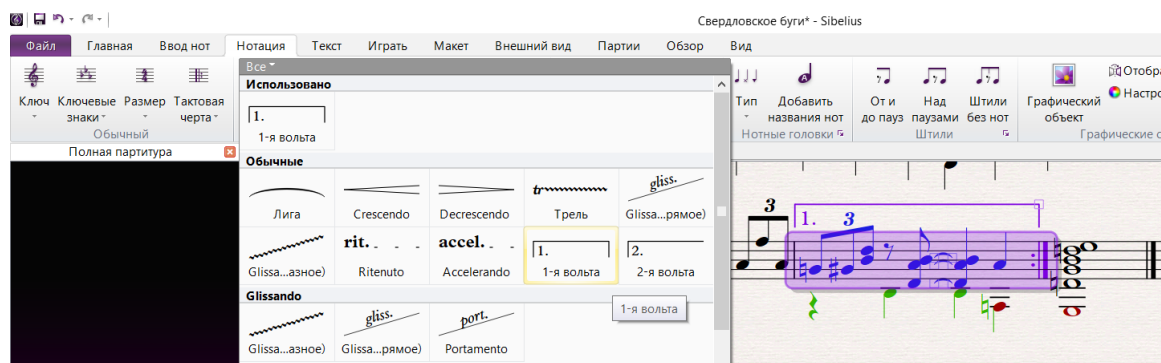 Свердловское буги* - Sibelius
Файл Главная Ввод нот Нотация Текст Играть Макет Внешний вид Партии Обзор Вид
Ключ Ключевые знаки Размер Тактовая черта
Обычный
Полная партитура
Все
Использовано
1.
1-я вольта
Обычные
tr gliss.
Лига Crescendo Decrescendo Трель Glissa...рямое)
rit. accel. 1. 2.
Glissa...азное) Ritenuto Accelerando 1-я вольта 2-я вольта
Glissando
1-я вольта
gliss. port.
Glissa...азное) Glissa...рямое) Portamento
Тип Добавить названия нот
Нотные головки
От и до пауз Над паузами Штили без нот
Штили
Графический объект
Отобра
Настро
Графические с
3 1. 3